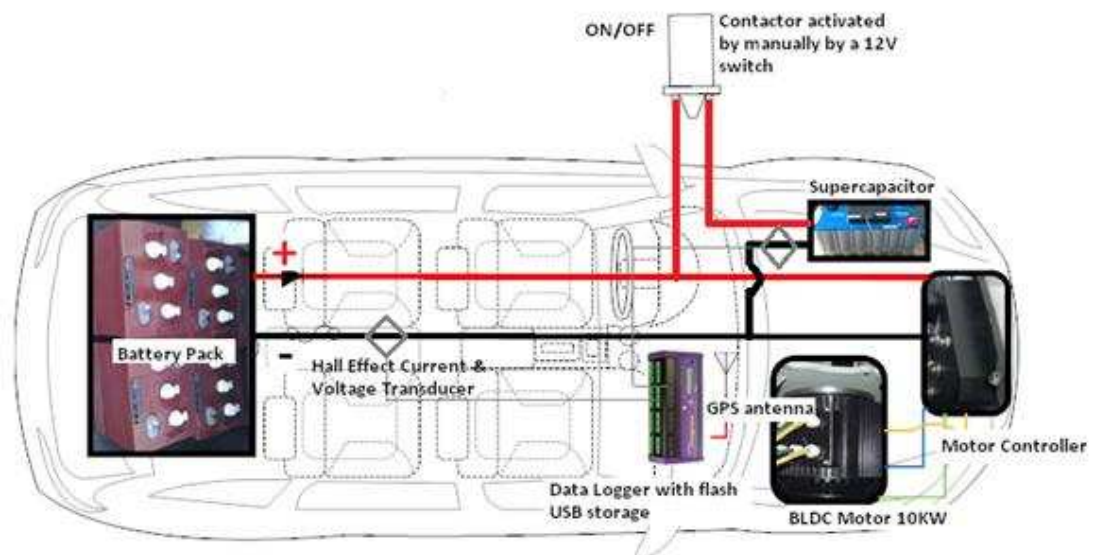 ON/OFF
Contactor activated
by manually by a 12V
switch
Supercapacitor
+
Battery Pack
-
Hall Effect Current &
Voltage Transducer
GPS antenna
Motor Controller
Data Logger with flash
USB storage
BLDC Motor 10KW